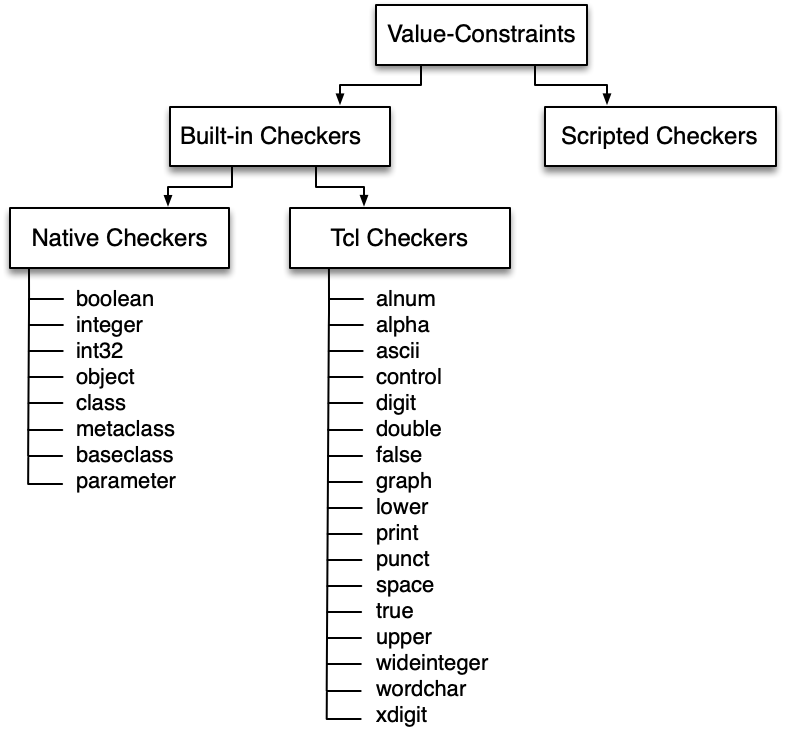 Value-Constraints
Built-in Checkers
Scripted Checkers
Native Checkers
Tcl Checkers
boolean
integer
int32
object
class
metaclass
baseclass
parameter
alnum
alpha
ascii
control
digit
double
false
graph
lower
print
punct
space
true
upper
wideinteger
wordchar
xdigit